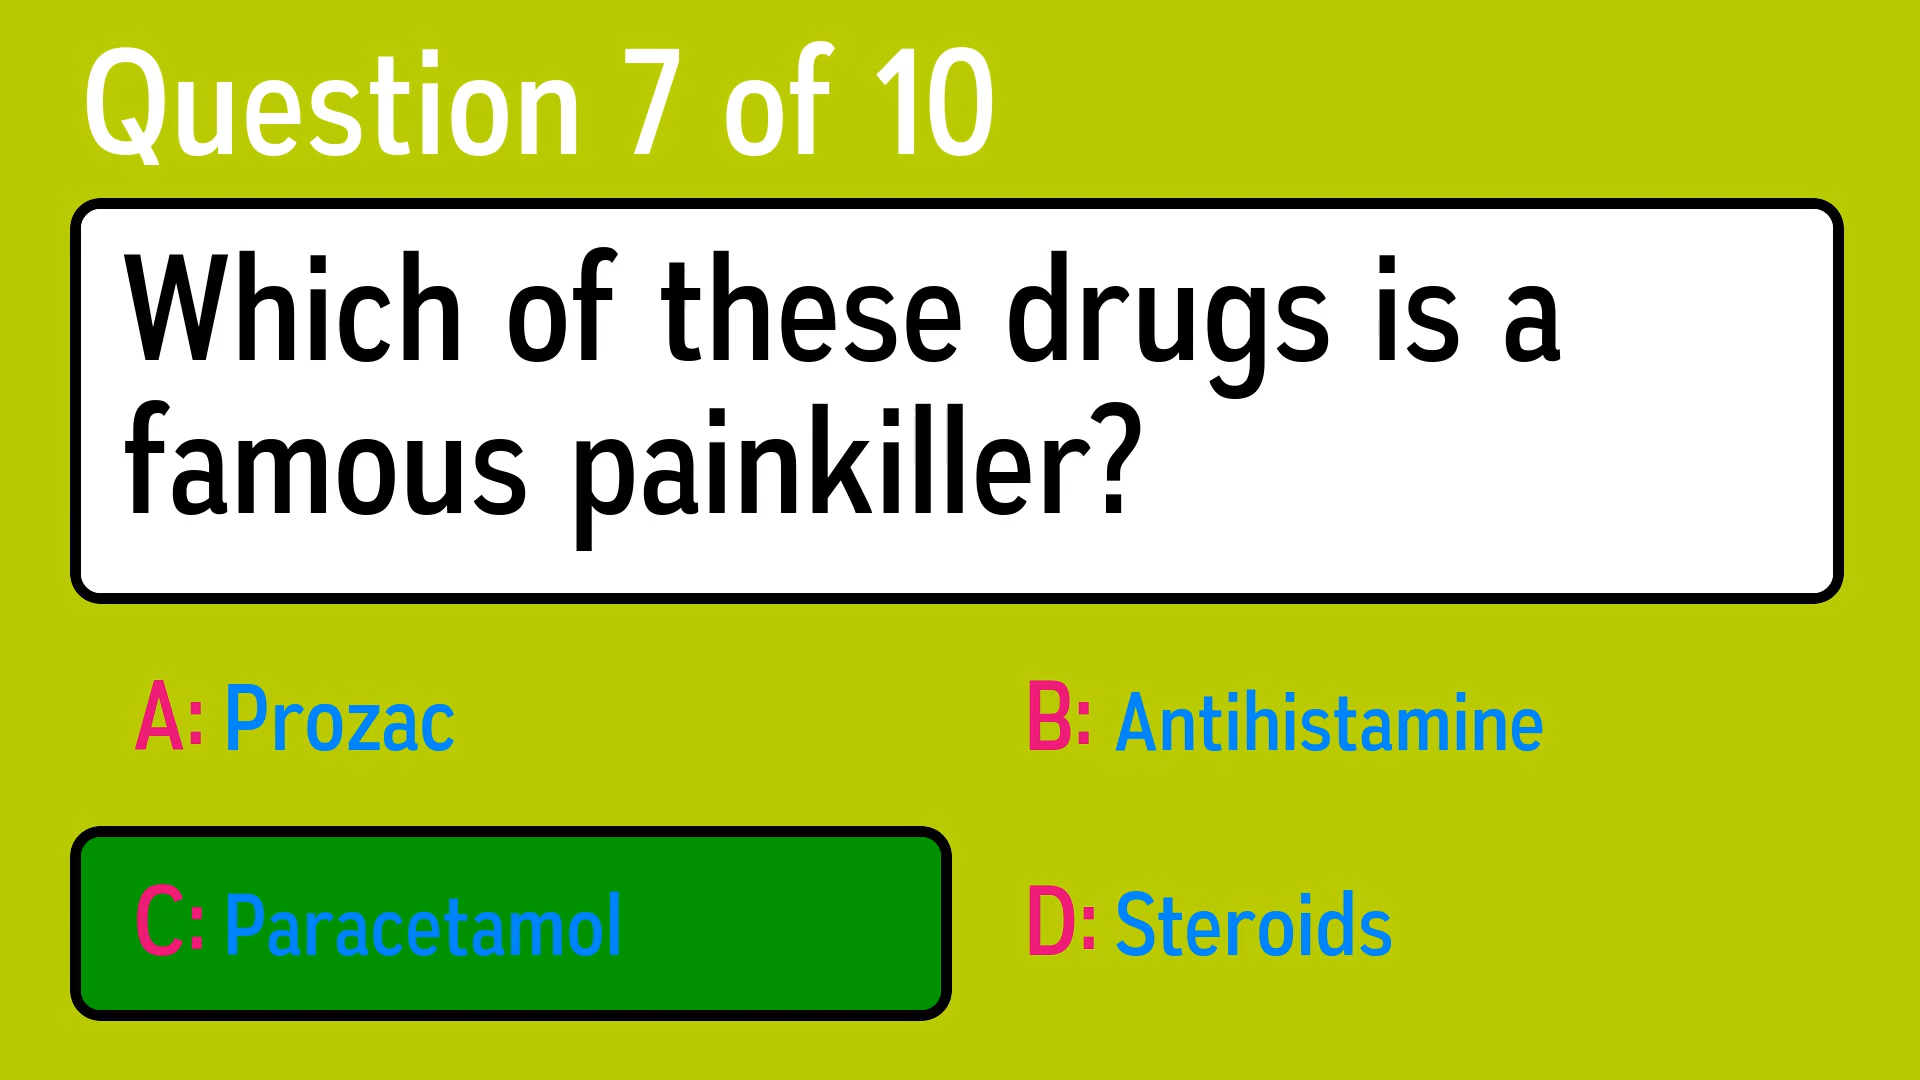 Question 7 of 10
Which of these drugs is a
famous painkiller?
A: Prozac
B: Antihistamine
C: Paracetamol
D: Steroids